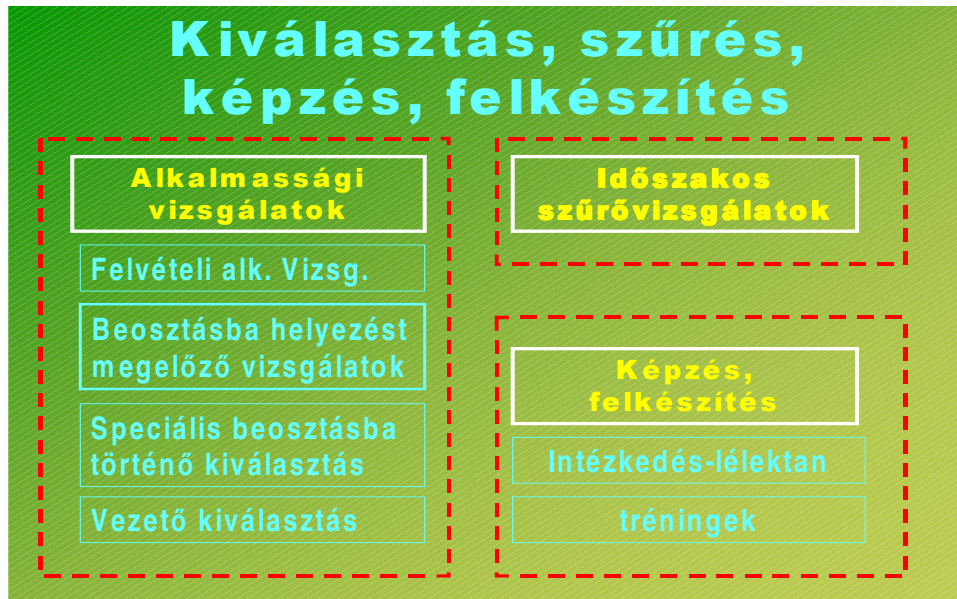 Kiválasztás, szűrés,
képzés, felkészítés
Alkalmassági
vizsgálatok
Felvételi alk. Vizsg.
Beosztásba helyezést
megelőző vizsgálatok
Speciális beosztásba
történő kiválasztás
Vezető kiválasztás
Időszakos
szűrővizsgálatok
Képzés,
felkészítés
Intézkedés-lélektan
tréningek